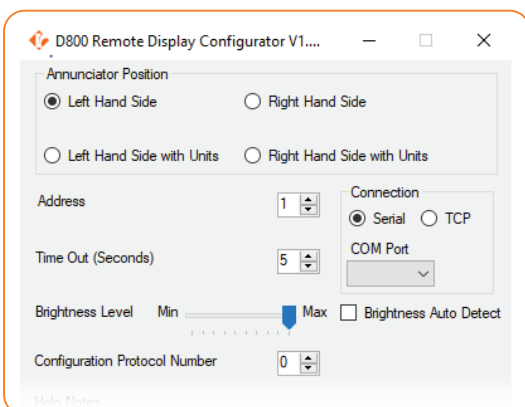 D800 Remote Display Configurator V1....
Annunciator Position
Left Hand Side
Right Hand Side
Left Hand Side with Units
Right Hand Side with Units
Address
1
Connection
Serial
TCP
Time Out (Seconds)
5
COM Port
Brightness Level
Min
Max
Brightness Auto Detect
Configuration Protocol Number
0
Help Notes